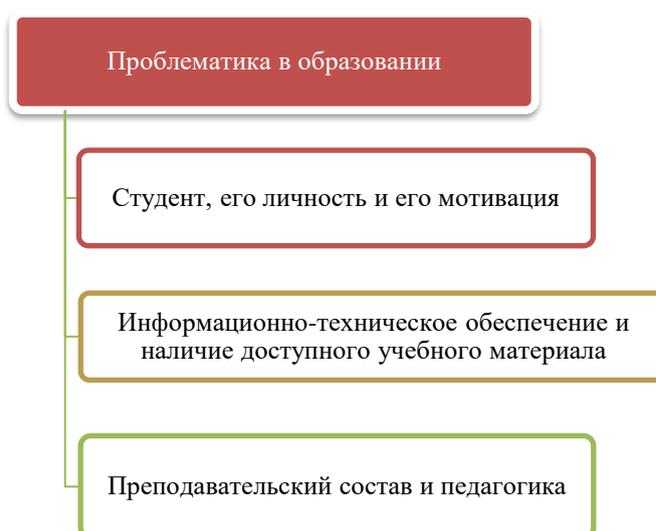 Проблематика в образовании
Студент, его личность и его мотивация
Информационно-техническое обеспечение и
наличие доступного учебного материала
Преподавательский состав и педагогика